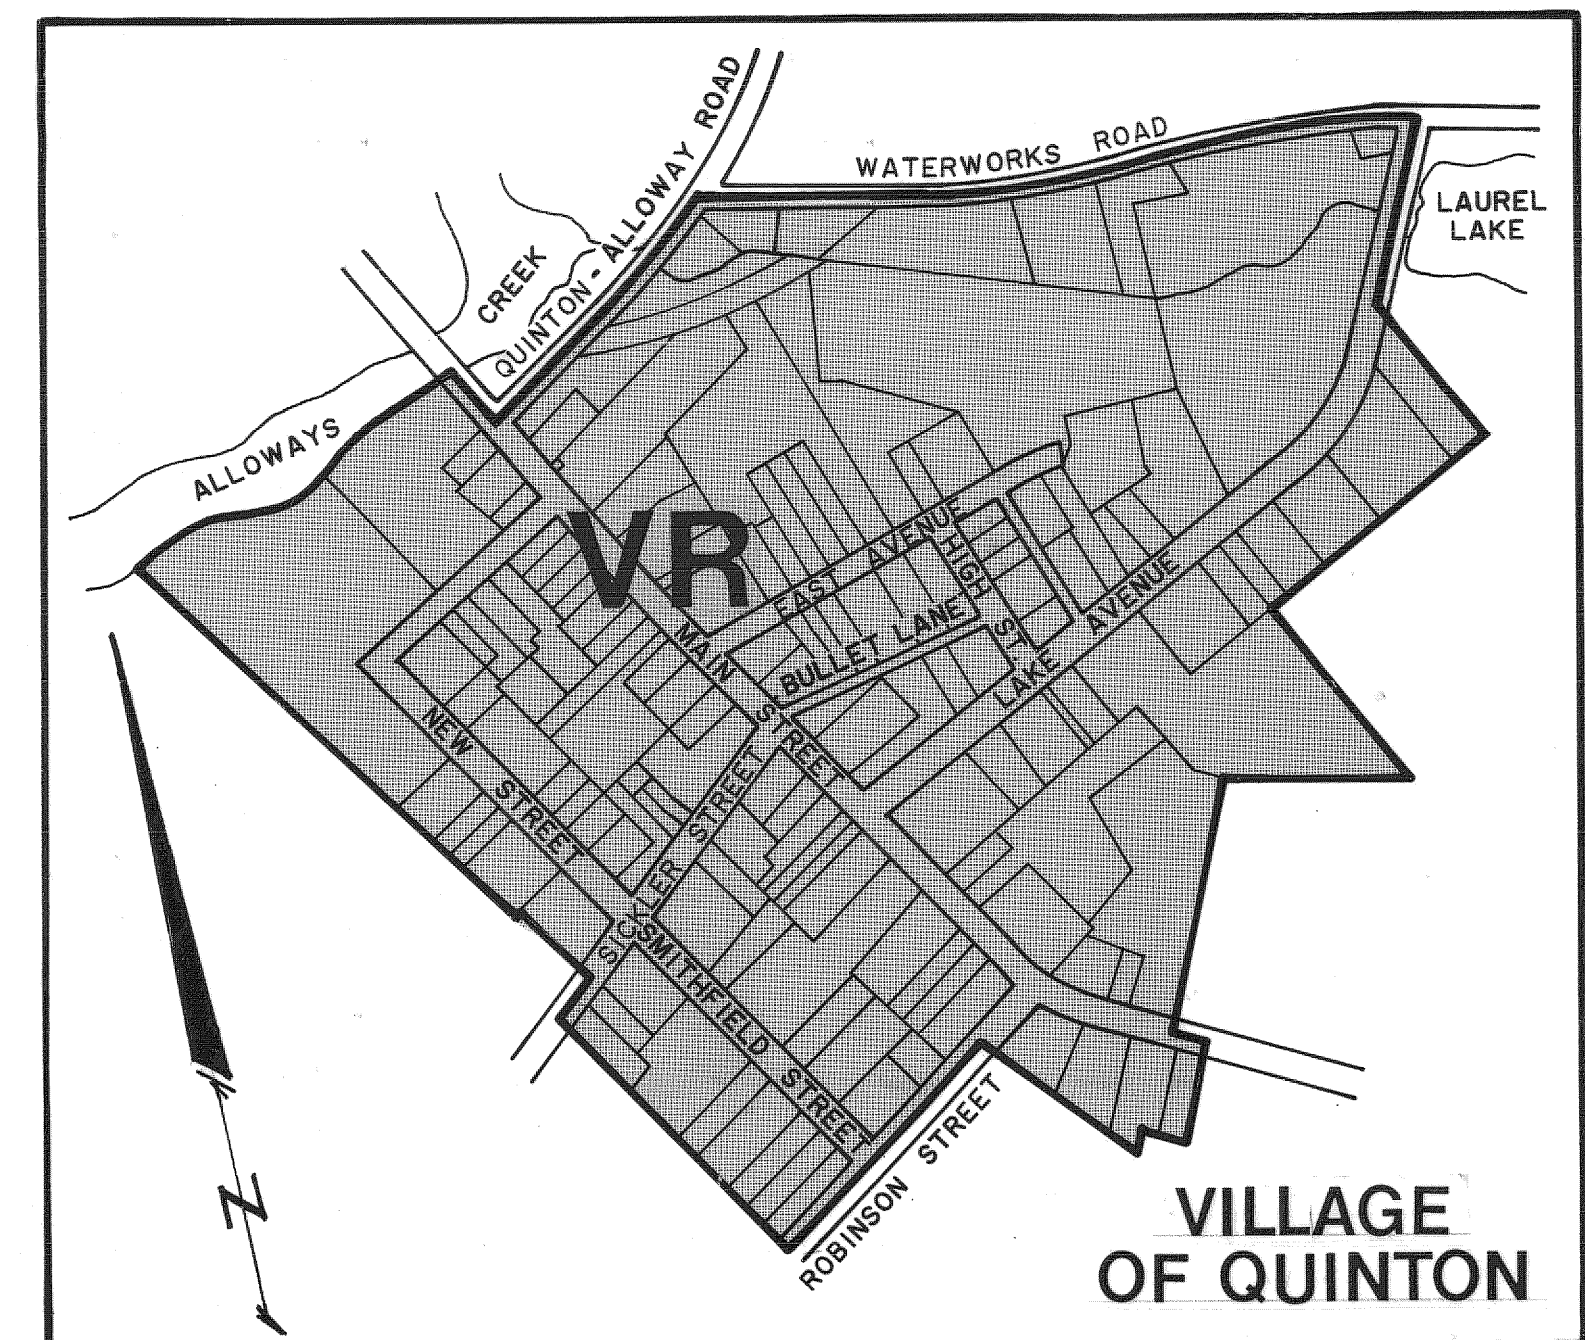 QUINTON - ALLOWAY ROAD
WATERWORKS ROAD
LAUREL
LAKE
ALLOWAYS CREEK
VR
EAST AVENUE
HIGH ST.
BULLET LANE
MAIN STREET
LAKE AVENUE
NEW STREET
SICKLER STREET
SMITHFIELD STREET
ROBINSON STREET
N
VILLAGE
OF QUINTON